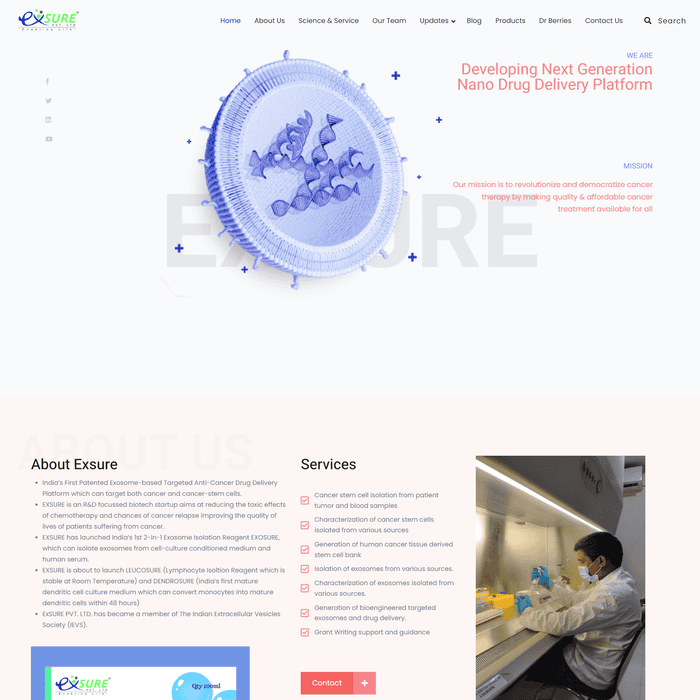 exSURE
PVT. LTD.
Home
About Us
Science & Service
Our Team
Updates
Blog
Products
Dr Berries
Contact Us
Search
WE ARE
Developing Next Generation
Nano Drug Delivery Platform
MISSION
Our mission is to revolutionize and democratize cancer
therapy by making quality & affordable cancer
treatment available for all
EXSURE
ABOUT US
About Exsure
India's First Patented Exosome-based Targeted Anti-Cancer Drug Delivery
Platform which can target both cancer and cancer-stem cells.
EXSURE is an R&D focussed biotech startup aims at reducing the toxic effects
of chemotherapy and chances of cancer relapse improving the quality of
lives of patients suffering from cancer.
EXSURE has launched India's 1st 2-in-1 Exosome Isolation Reagent EXOSURE,
which can isolate exosomes from cell-culture conditioned medium and
human serum.
EXSURE is about to launch LEUCOSURE (Lymphocyte Isoltion Reagent which is
stable at Room Temperature) and DENDROSURE (India's first mature
dendritic cell culture medium which can convert monocytes into mature
dendritic cells within 48 hours)
ExSURE PVT. LTD. has become a member of The Indian Extracellular Vesicles
Society (IEVS).
Services
Cancer stem cell isolation from patient
tumor and blood samples
Characterization of cancer stem cells
isolated from various sources
Generation of human cancer tissue derived
stem cell bank
Isolation of exosomes from various sources.
Characterization of exosomes isolated from
various sources.
Generation of bioengineered targeted
exosomes and drug delivery.
Grant Writing support and guidance
Contact +
exSURE
Qty 100ml